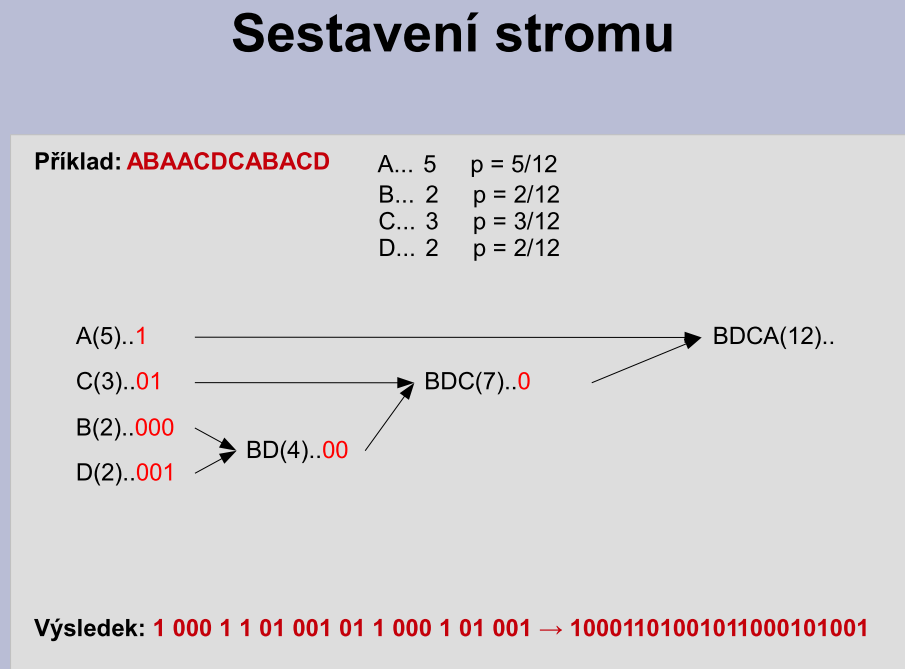 Sestavení stromu
Příklad: ABAACDCABACD
A... 5 p = 5/12
B... 2 p = 2/12
C... 3 p = 3/12
D... 2 p = 2/12
A(5)..1
BDCA(12)..
C(3)..01
BDC(7)..0
B(2)..000
BD(4)..00
D(2)..001
Výsledek: 1 000 1 1 01 001 01 1 000 1 01 001 → 10001101001011000101001